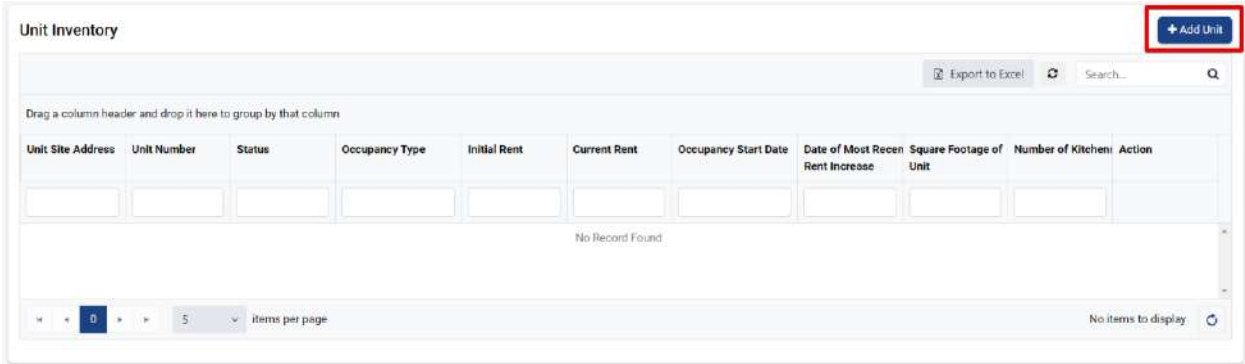 Unit Inventory
+ Add Unit
Export to Excel
Search...
Drag a column header and drop it here to group by that column
Unit Site Address Unit Number Status Occupancy Type Initial Rent Current Rent Occupancy Start Date Date of Most Recen Square Footage of Number of Kitchen Action
Rent Increase Unit
No Record Found
0 5 items per page No items to display